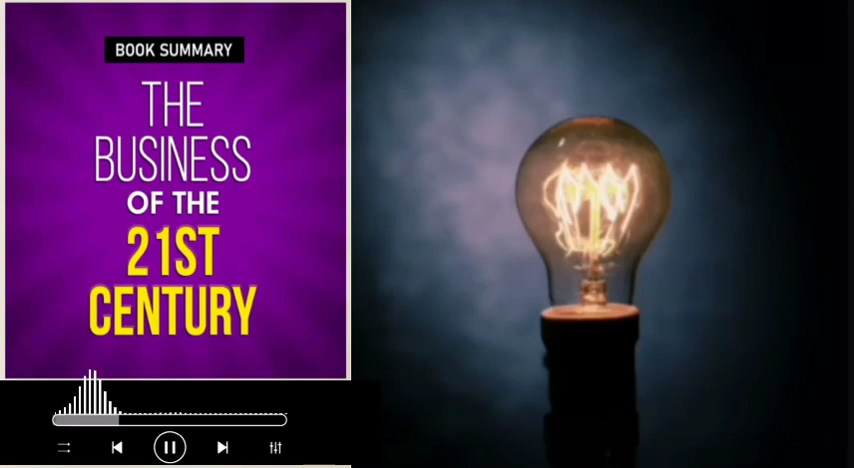 BOOK SUMMARY
THE
BUSINESS
OF THE
21ST
CENTURY